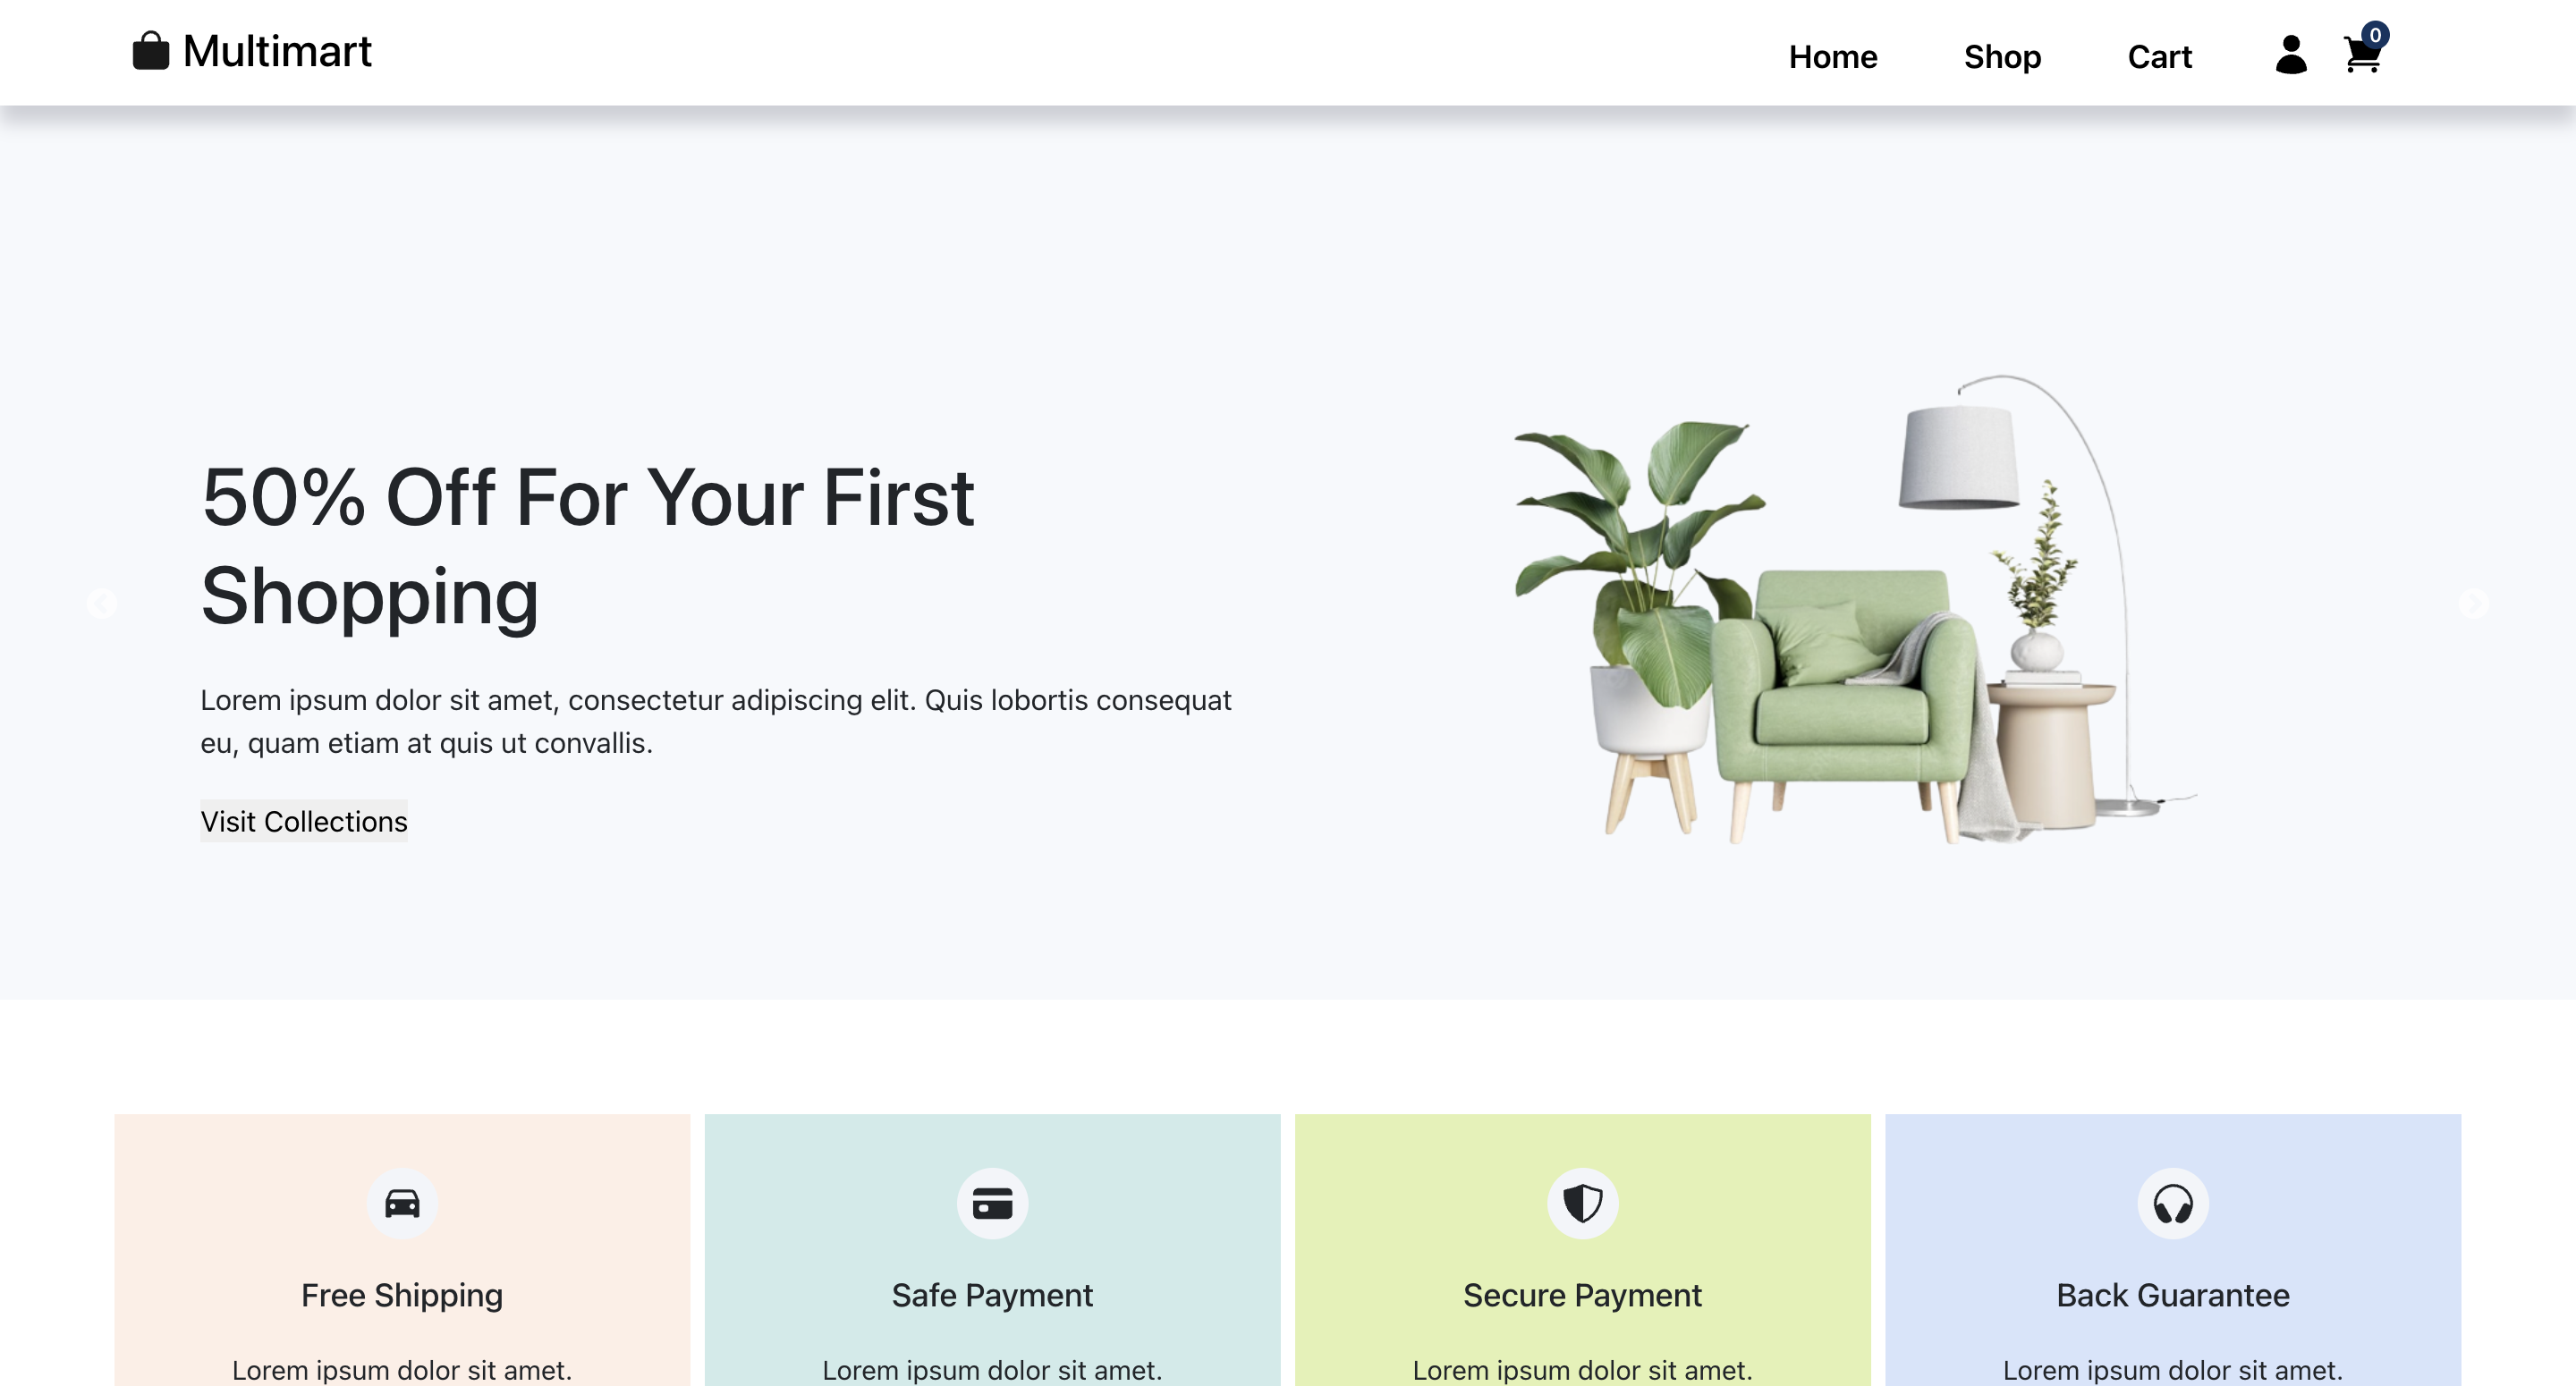 Multimart
Home
Shop
Cart
0
50% Off For Your First
Shopping
Lorem ipsum dolor sit amet, consectetur adipiscing elit. Quis lobortis consequat
eu, quam etiam at quis ut convallis.
Visit Collections
Free Shipping
Lorem ipsum dolor sit amet.
Safe Payment
Lorem ipsum dolor sit amet.
Secure Payment
Lorem ipsum dolor sit amet.
Back Guarantee
Lorem ipsum dolor sit amet.